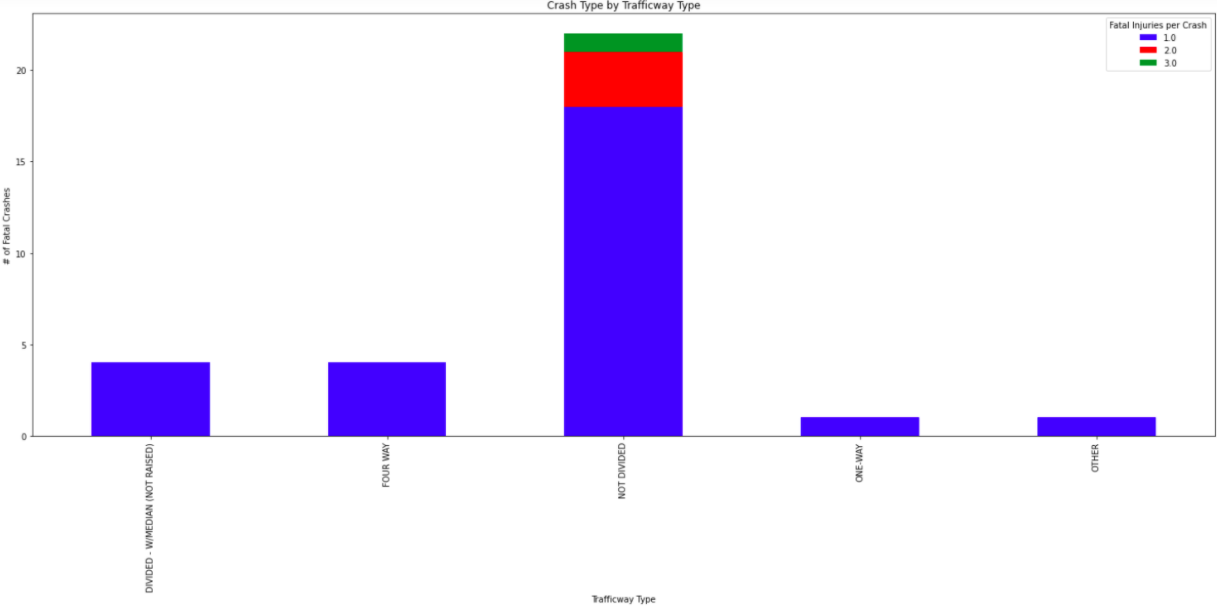 Crash Type by Trafficway Type
Fatal Injuries per Crash
1.0
2.0
3.0
# of Fatal Crashes
20
15
10
5
0
DIVIDED - W/MEDIAN (NOT RAISED)
FOUR WAY
NOT DIVIDED
ONE-WAY
OTHER
Trafficway Type